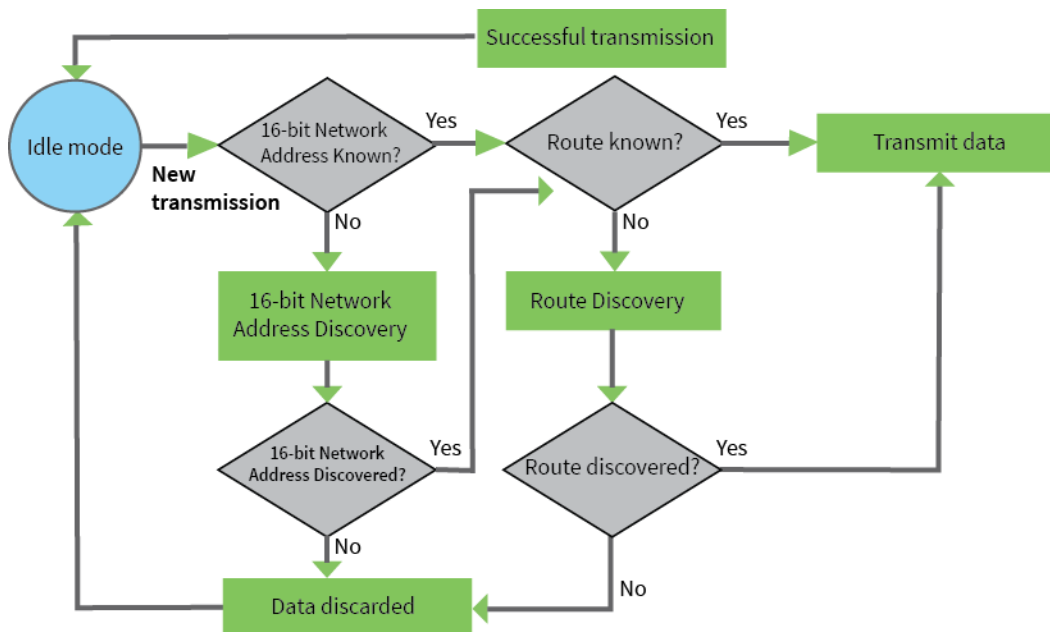 Successful transmission
Idle mode
New
transmission
16-bit Network
Address Known?
Yes
Route known?
Yes
Transmit data
No
No
16-bit Network
Address Discovery
Route Discovery
16-bit Network
Address Discovered?
Yes
Route discovered?
Yes
No
No
Data discarded